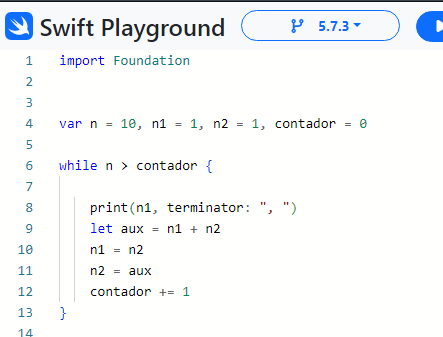 Swift Playground 5.7.3
1 import Foundation
2
3
4 var n = 10, n1 = 1, n2 = 1, contador = 0
5
6 while n > contador {
7
8 print(n1, terminator: ", ")
9 let aux = n1 + n2
10 n1 = n2
11 n2 = aux
12 contador += 1
13 }
14